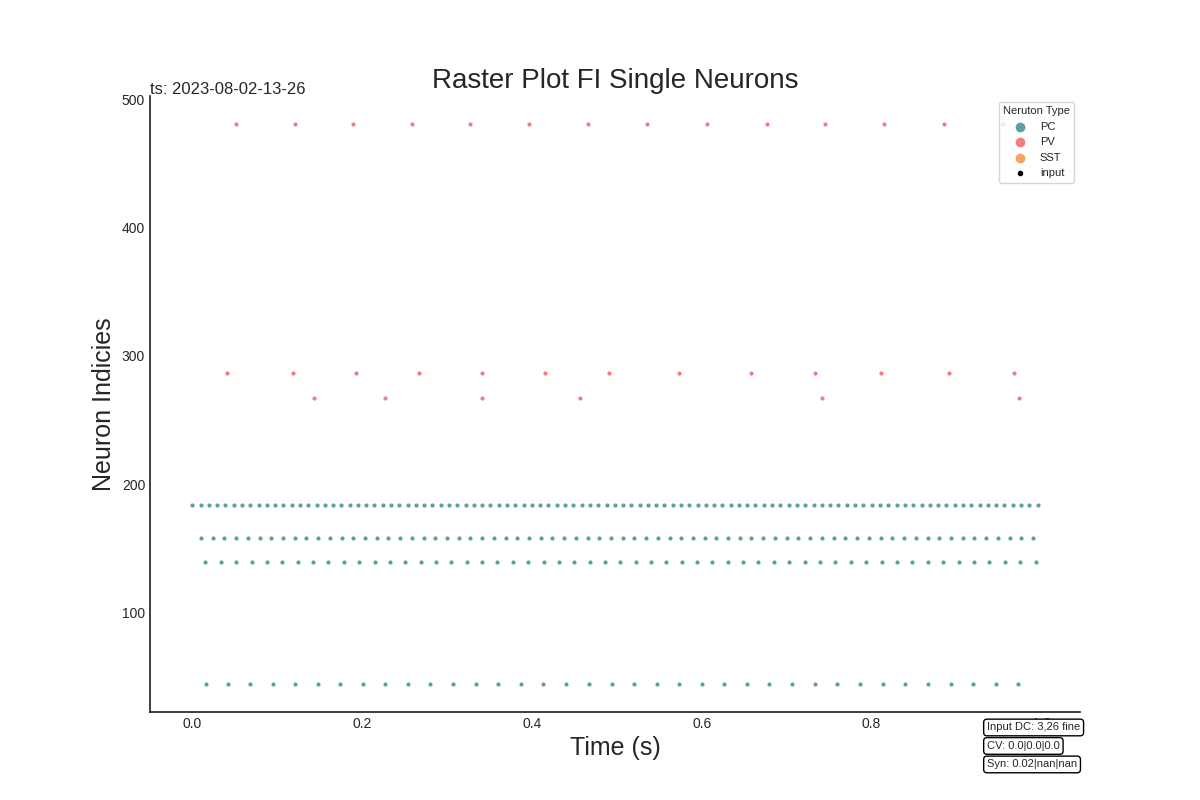 Raster Plot FI Single Neurons
ts: 2023-08-02-13-26
500
400
300
200
100
Neuron Indicies
Neruton Type
PC
PV
SST
input
0.0
0.2
0.4
0.6
0.8
Time (s)
Input DC: 3,26 fine
CV: 0.0|0.0|0.0
Syn: 0.02|nan|nan